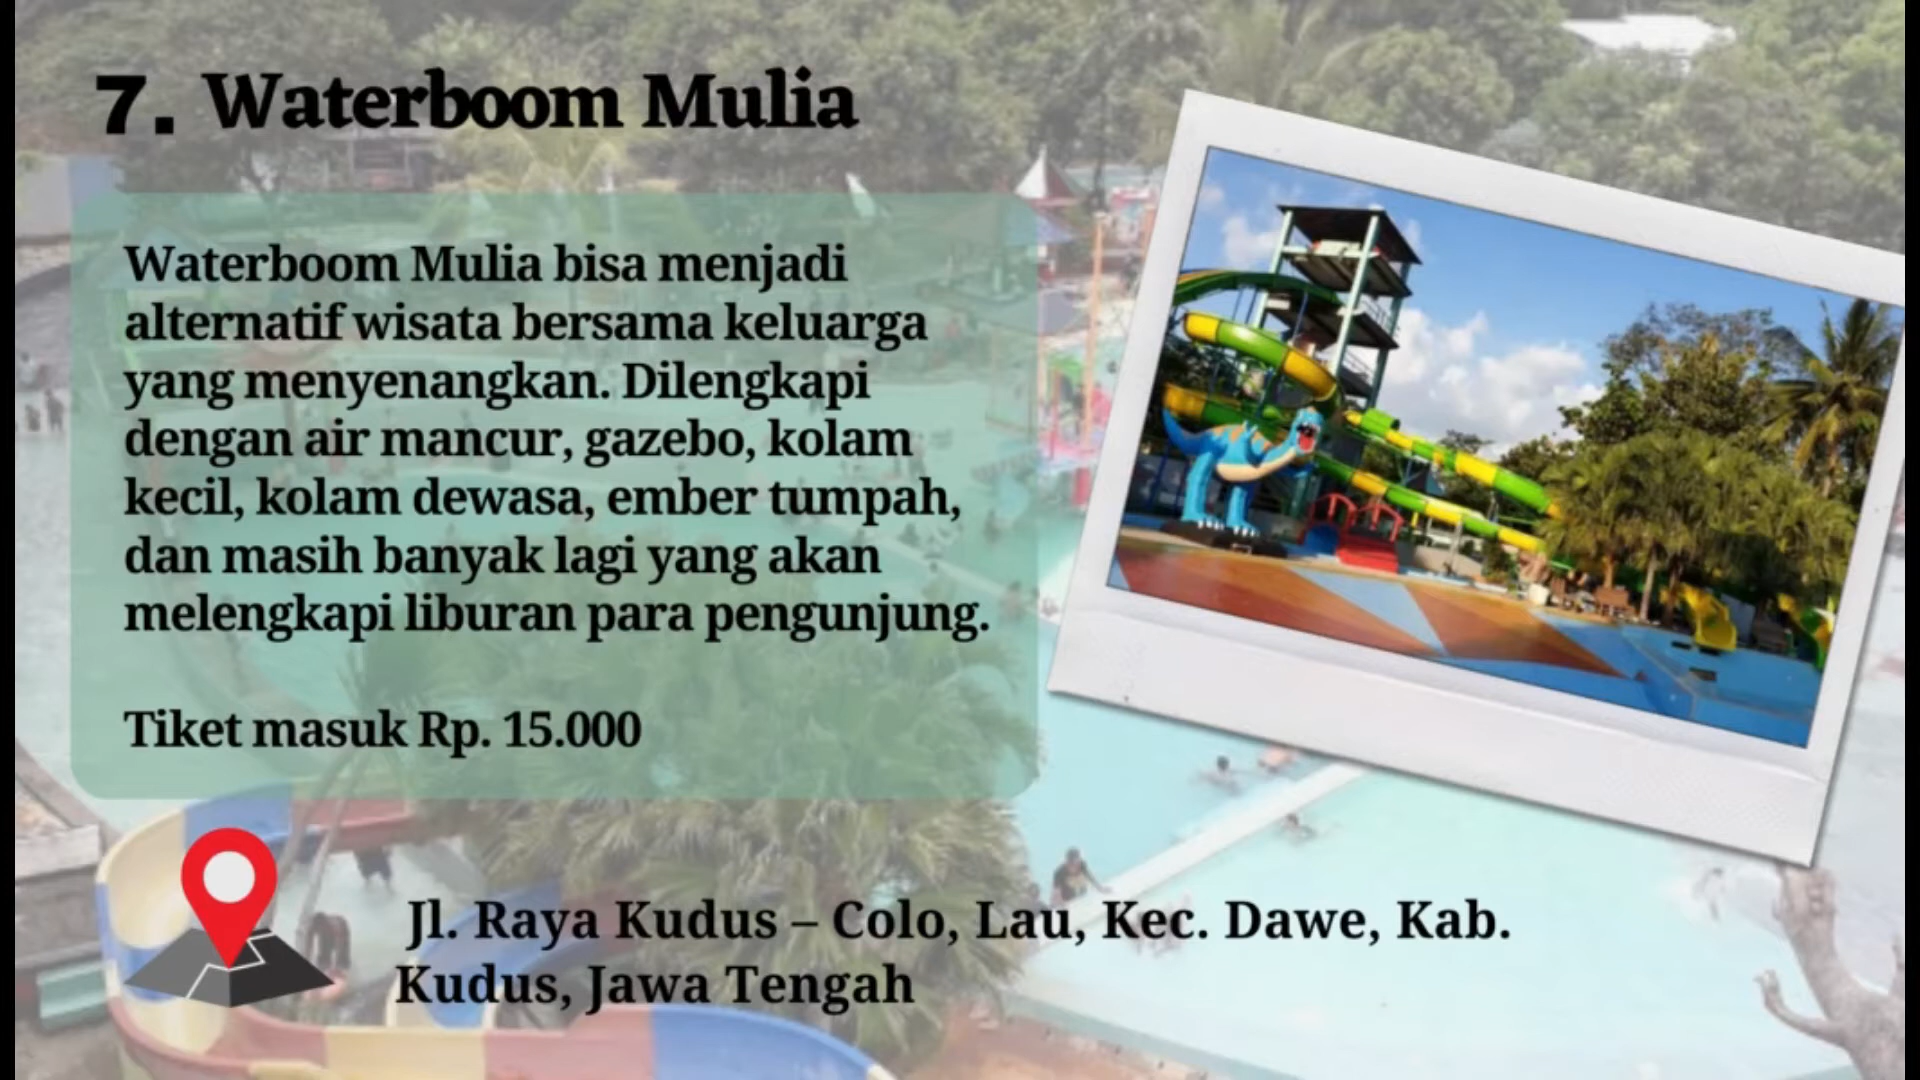 7. Waterboom Mulia
Waterboom Mulia bisa menjadi
alternatif wisata bersama keluarga
yang menyenangkan. Dilengkapi
dengan air mancur, gazebo, kolam
kecil, kolam dewasa, ember tumpah,
dan masih banyak lagi yang akan
melengkapi liburan para pengunjung.
Tiket masuk Rp. 15.000
Jl. Raya Kudus – Colo, Lau, Kec. Dawe, Kab.
Kudus, Jawa Tengah